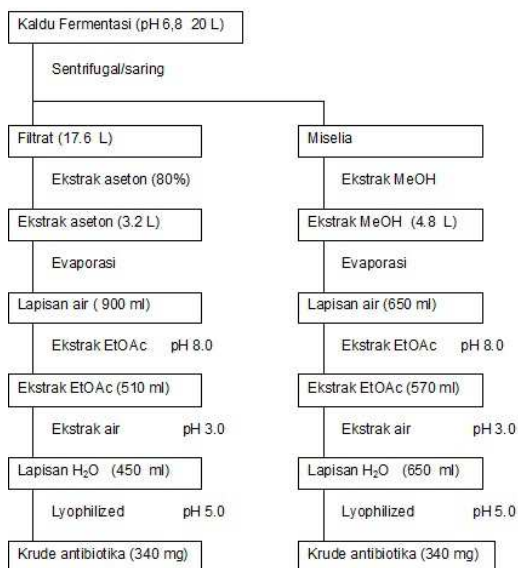 Kaldu Fermentasi (pH 6,8 20 L)
Sentrifugal/saring
Filtrat (17.6 L)
Miselia
Ekstrak aseton (80%)
Ekstrak MeOH
Ekstrak aseton (3.2 L)
Ekstrak MeOH (4.8 L)
Evaporasi
Evaporasi
Lapisan air ( 900 ml)
Lapisan air (650 ml)
Ekstrak EtOAc pH 8.0
Ekstrak EtOAc pH 8.0
Ekstrak EtOAc (510 ml)
Ekstrak EtOAc (570 ml)
Ekstrak air pH 3.0
Ekstrak air pH 3.0
Lapisan H₂O (450 ml)
Lapisan H₂O (650 ml)
Lyophilized pH 5.0
Lyophilized pH 5.0
Krude antibiotika (340 mg)
Krude antibiotika (340 mg)